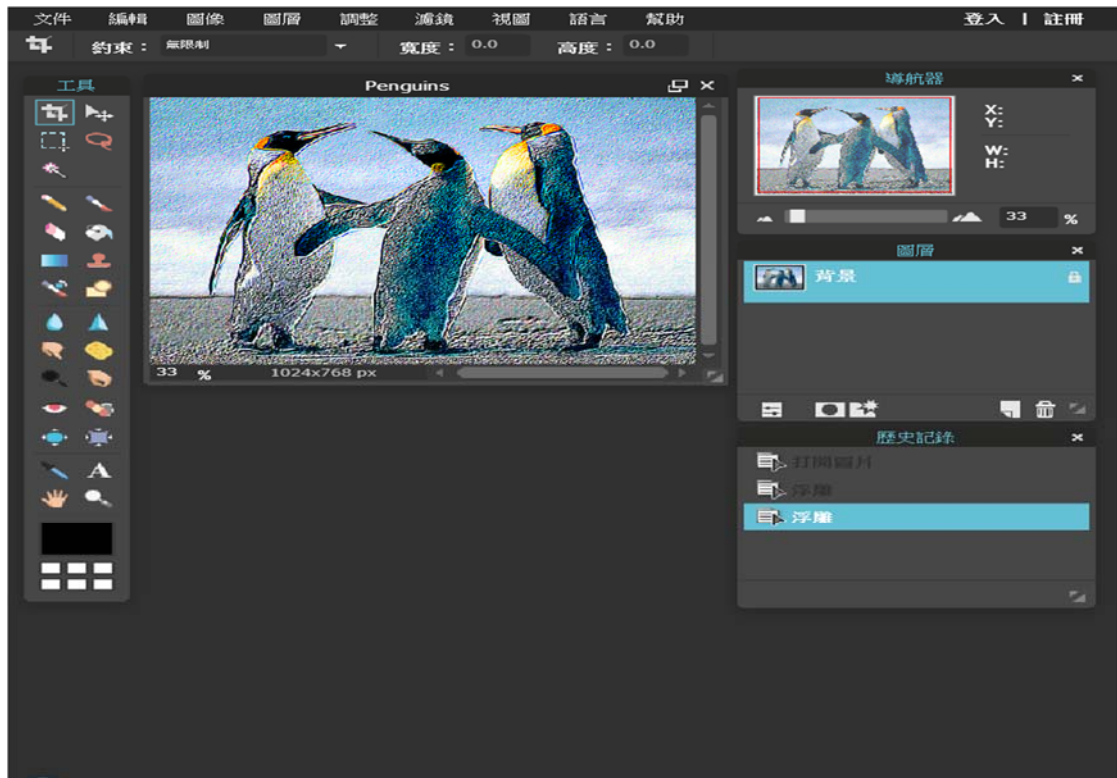 文件 編輯 圖像 圖層 調整 濾鏡 視圖 語言 幫助 登入 | 註冊
約束： 無限制 寬度： 0.0 高度： 0.0
工具
A
Penguins
33 % 1024x768 px
導航器
X:
Y:
W:
H:
33 %
圖層
背景
歷史記錄
打開圖片
浮雕
浮雕